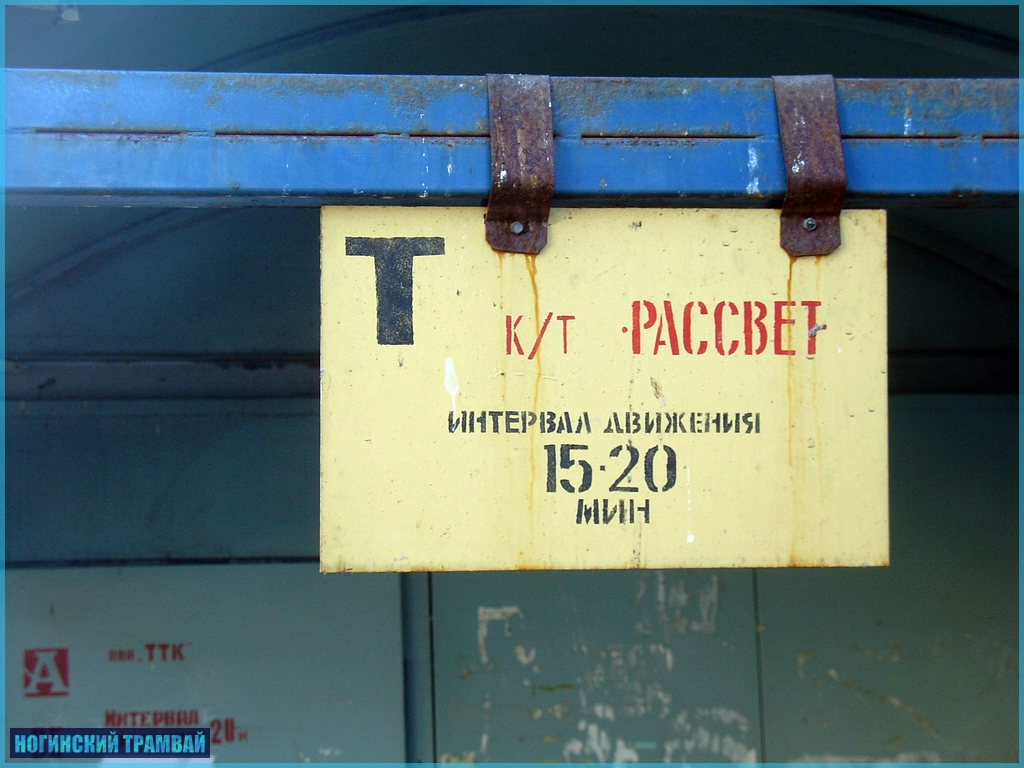 Т
К/Т РАССВЕТ
ИНТЕРВАЛ ДВИЖЕНИЯ
15-20
МИН
А
ТТК
ИНТЕРВАЛ
20
НОГИНСКИЙ ТРАМВАЙ